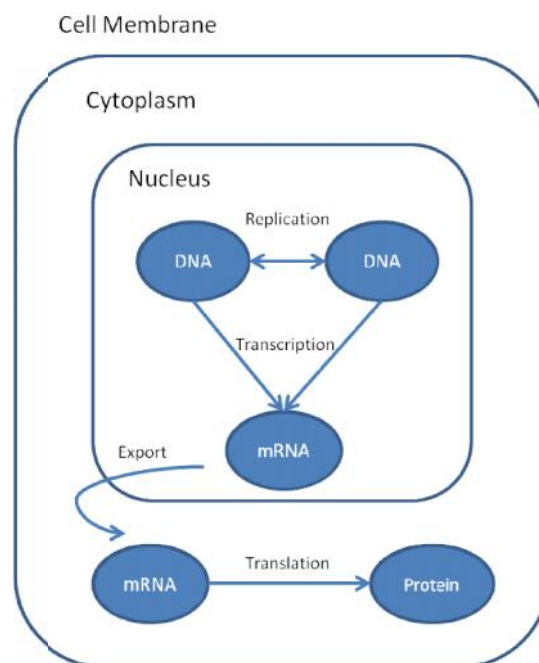 Cell Membrane
Cytoplasm
Nucleus
Replication
DNA
DNA
Transcription
mRNA
Export
mRNA
Translation
Protein